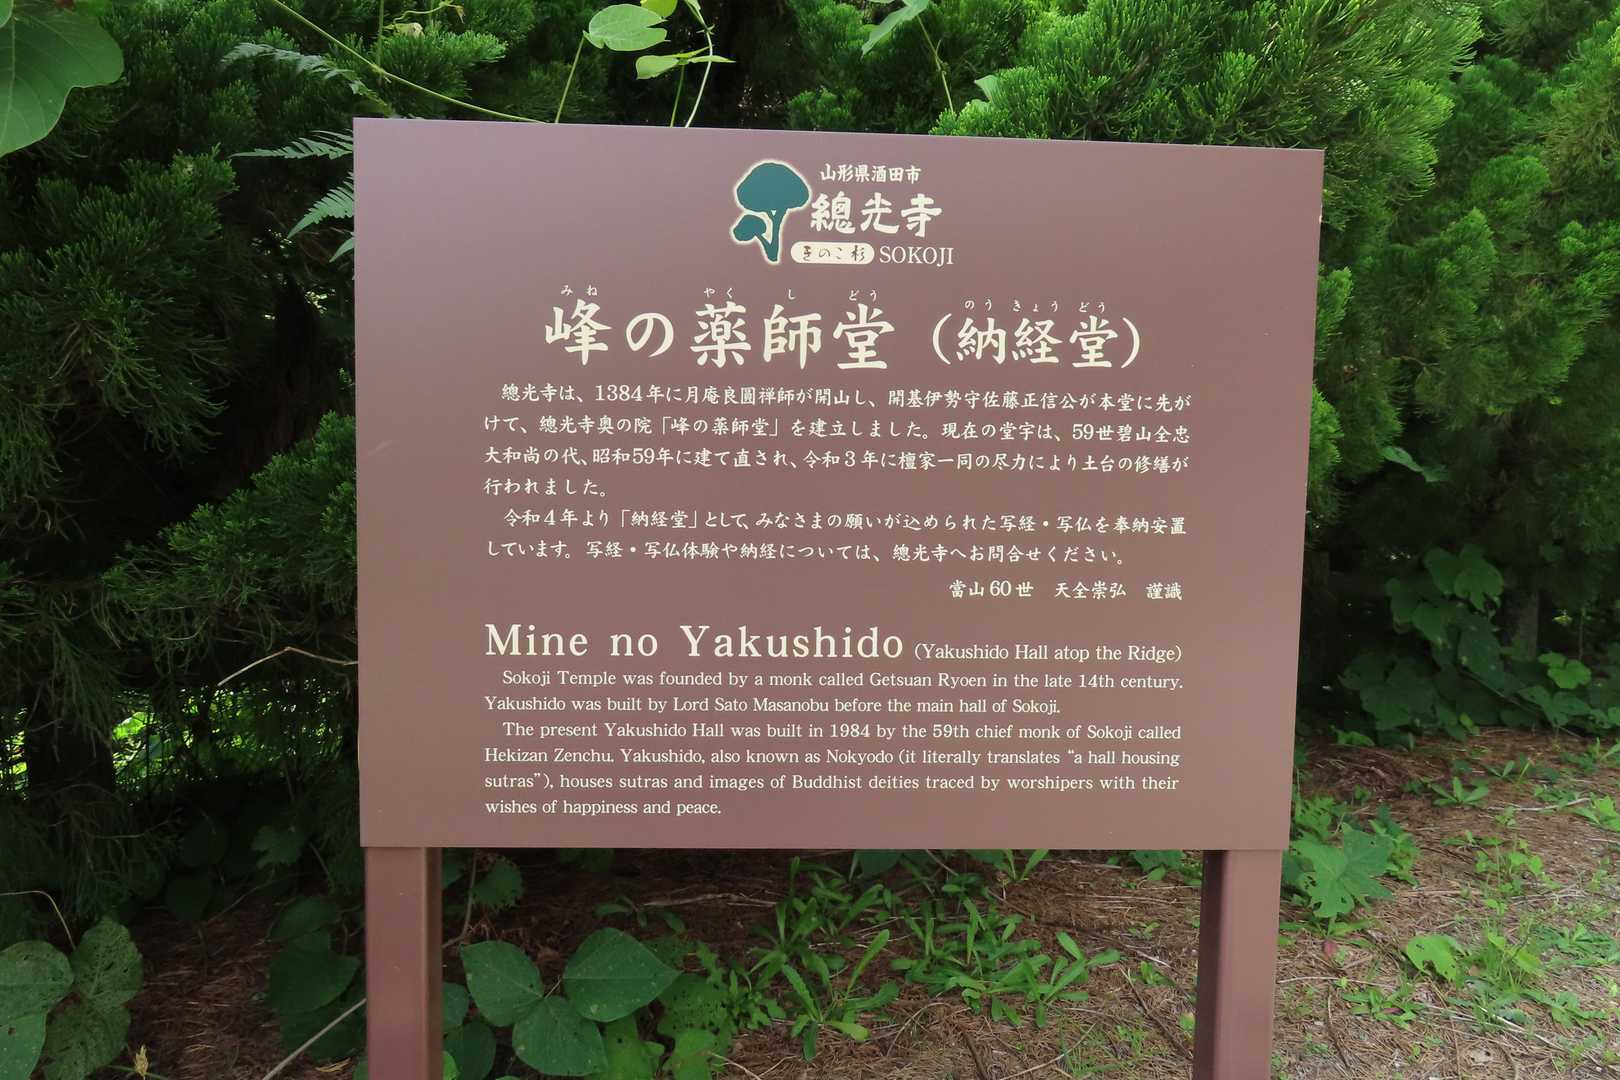 山形県酒田市
總光寺
きのこ杉 SOKOJI
みね やくしどう のうきょうどう
峰の薬師堂（納経堂）
總光寺は、1384年に月庵良圓禅師が開山し、開基伊勢守佐藤正信公が本堂に先が
けて、總光寺奥の院「峰の薬師堂」を建立しました。現在の堂宇は、59世碧山全忠
大和尚の代、昭和59年に建て直され、令和３年に檀家一同の尽力により土台の修繕が
行われました。
令和４年より「納経堂」として、みなさまの願いが込められた写経・写仏を奉納安置
しています。写経・写仏体験や納経については、總光寺へお問合せください。
當山60世　天全崇弘　謹識
Mine no Yakushido (Yakushido Hall atop the Ridge)
Sokoji Temple was founded by a monk called Getsuan Ryoen in the late 14th century.
Yakushido was built by Lord Sato Masanobu before the main hall of Sokoji.
The present Yakushido Hall was built in 1984 by the 59th chief monk of Sokoji called
Hekizan Zenchu. Yakushido, also known as Nokyodo (it literally translates “a hall housing
sutras”), houses sutras and images of Buddhist deities traced by worshipers with their
wishes of happiness and peace.